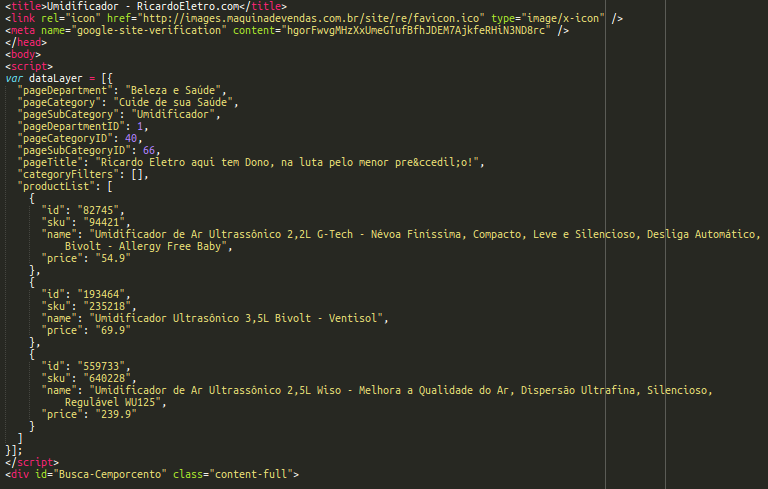 <title>Umidificador - RicardoEletro.com</title>
<link rel="icon" href="http://images.maquinadevendas.com.br/site/re/favicon.ico" type="image/x-icon" />
<meta name="google-site-verification" content="hgorFwvgMHzXxUmeGTufBfhJDEM7AjkfeRHiN3ND8rc" />
</head>
<body>
<script>
var dataLayer = [{
"pageDepartment": "Beleza e Saúde",
"pageCategory": "Cuide de sua Saúde",
"pageSubCategory": "Umidificador",
"pageDepartmentID": 1,
"pageCategoryID": 40,
"pageSubCategoryID": 66,
"pageTitle": "Ricardo Eletro aqui tem Dono, na luta pelo menor pre&ccedil;o!",
"categoryFilters": [],
"productList": [
{
"id": "82745",
"sku": "94421",
"name": "Umidificador de Ar Ultrassônico 2,2L G-Tech - Névoa Finíssima, Compacto, Leve e Silencioso, Desliga Automático,
Bivolt - Allergy Free Baby",
"price": "54.9"
},
{
"id": "193464",
"sku": "235218",
"name": "Umidificador Ultrasônico 3,5L Bivolt - Ventisol",
"price": "69.9"
},
{
"id": "559733",
"sku": "640228",
"name": "Umidificador de Ar Ultrassônico 2,5L Wiso - Melhora a Qualidade do Ar, Dispersão Ultrafina, Silencioso,
Regulável WU125",
"price": "239.9"
}
]
}];
</script>
<div id="Busca-Cemporcento" class="content-full">